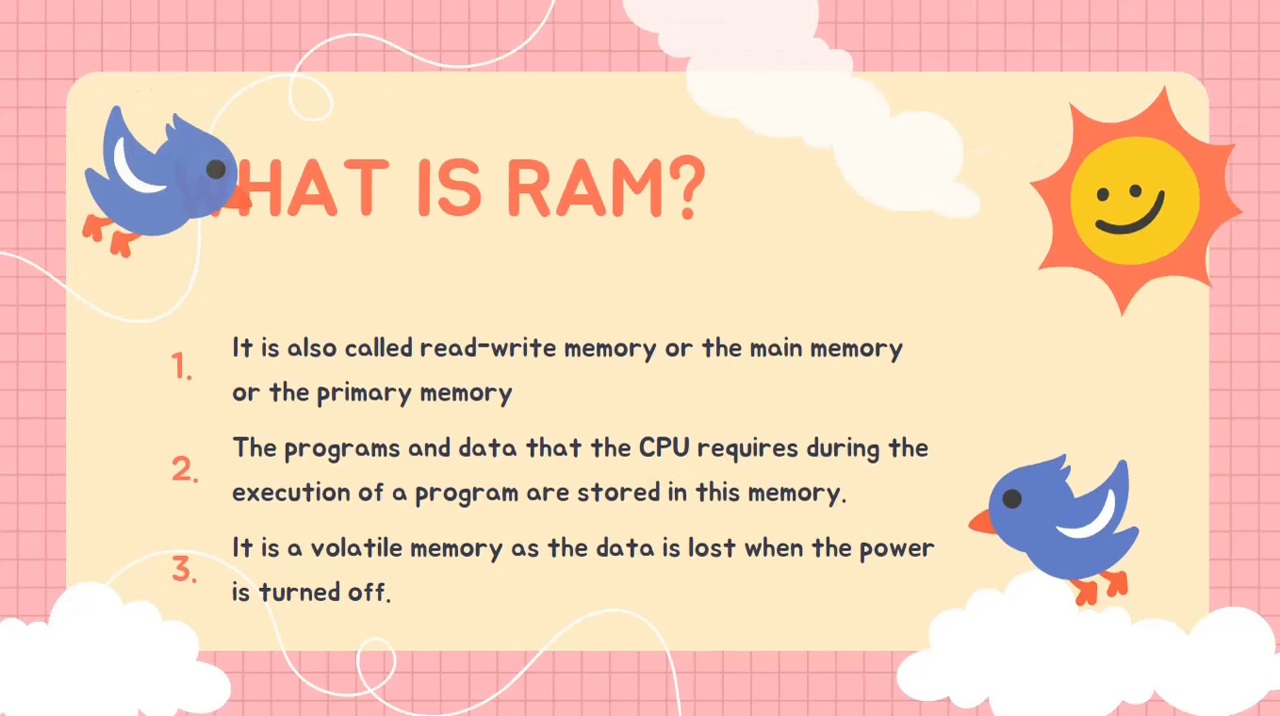 WHAT IS RAM?
1. It is also called read-write memory or the main memory
or the primary memory
2. The programs and data that the CPU requires during the
execution of a program are stored in this memory.
3. It is a volatile memory as the data is lost when the power
is turned off.